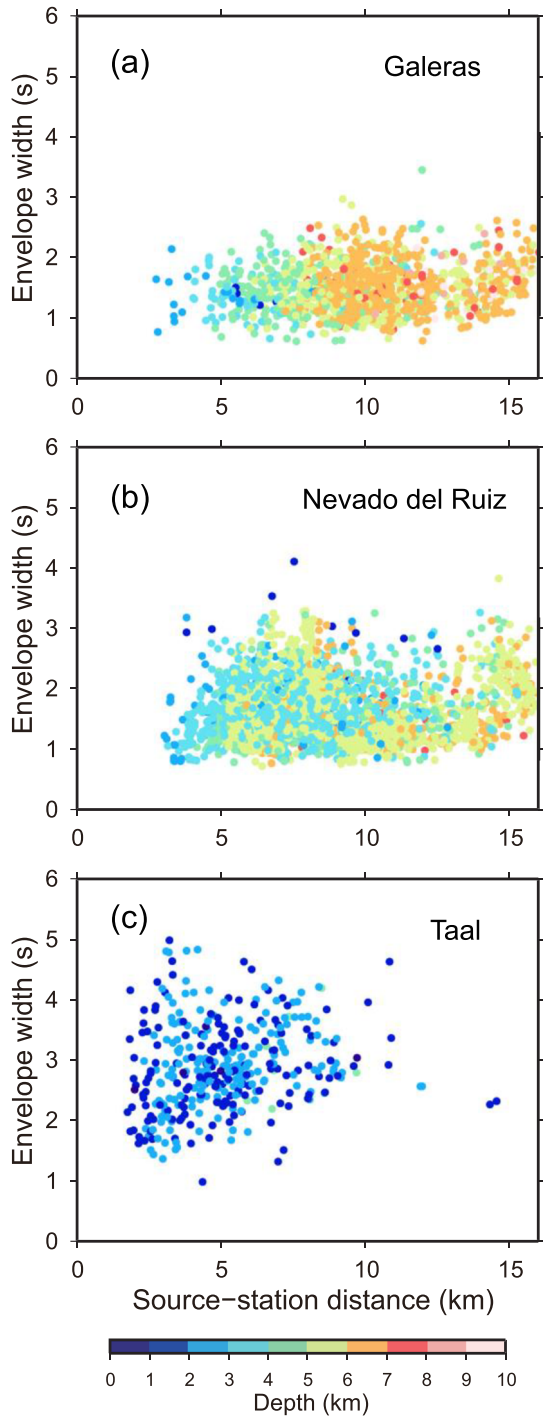 6
5
4
3
2
1
0
Envelope width (s)
(a)
Galeras
0 5 10 15
6
5
4
3
2
1
0
Envelope width (s)
(b)
Nevado del Ruiz
0 5 10 15
6
5
4
3
2
1
0
Envelope width (s)
(c)
Taal
0 5 10 15
Source−station distance (km)
0 1 2 3 4 5 6 7 8 9 10
Depth (km)